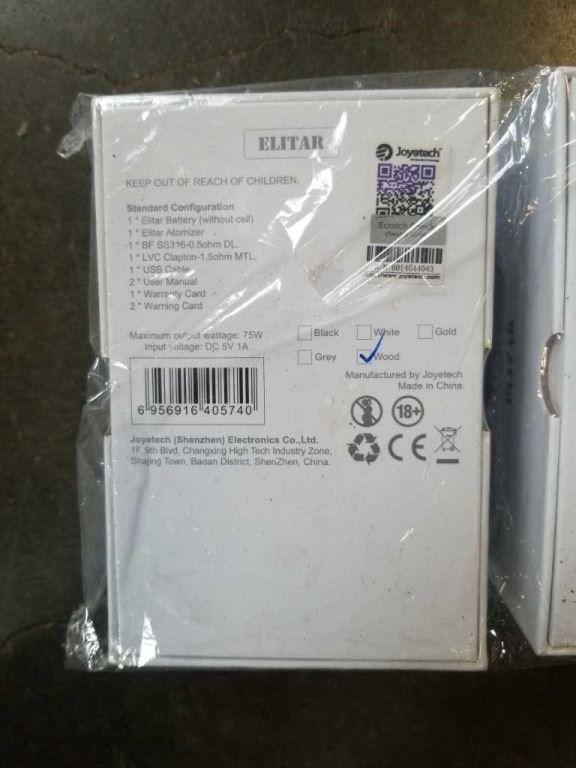 ELITAR
Joyetech
KEEP OUT OF REACH OF CHILDREN.
Standard Configuration
1 * Elitar Battery (without cell)
1 * Elitar Atomizer
1 * BF SS316-0.5ohm DL.
1 * LVC Clapton-1.5ohm MTL.
1 * USB Cable
2 * User Manual
1 * Warranty Card
2 * Warning Card
Scratch
www.joyetech.com
Maximum output wattage: 75W
Input voltage: DC 5V 1A
Black White Gold
Grey Wood
Manufactured by Joyetech
Made in China
6 956916 405740
18+
CE
Joyetech (Shenzhen) Electronics Co.,Ltd.
1F, 9th Blvd, Changxing High Tech Industry Zone,
Shajing Town, Baoan District, ShenZhen, China.